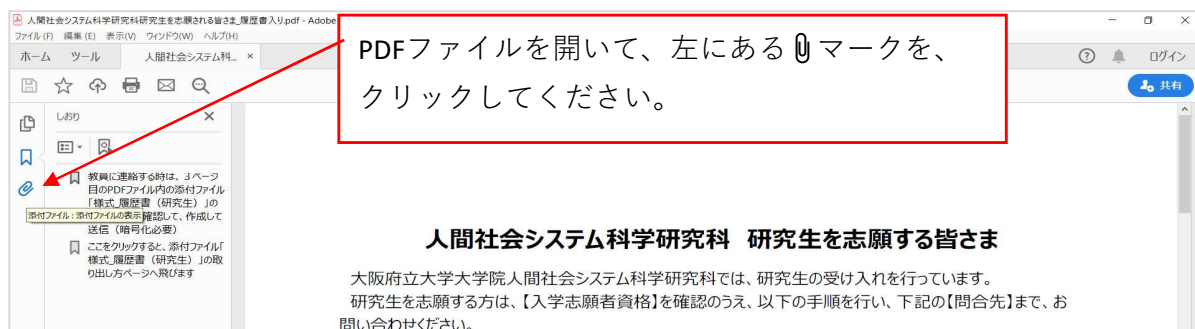 人間社会システム科学研究科研究生を志願される皆さま_履歴書入り.pdf - Adobe
ファイル(F) 編集(E) 表示(V) ウィンドウ(W) ヘルプ(H)
ホーム ツール 人間社会システム科... × ログイン
共有
PDFファイルを開いて、左にあるマークを、
クリックしてください。
しおり ×
教員に連絡する時は、3ページ
目のPDFファイル内の添付ファイル
「様式_履歴書（研究生）」の
添付ファイル : 添付ファイルの表示 確認して、作成して
送信（暗号化必要）
ここをクリックすると、添付ファイル「
様式_履歴書（研究生）」の取
り出し方ページへ飛びます
人間社会システム科学研究科 研究生を志願する皆さま
大阪府立大学大学院人間社会システム科学研究科では、研究生の受け入れを行っています。
研究生を志願する方は、【入学志願者資格】を確認のうえ、以下の手順を行い、下記の【問合先】まで、お
問い合わせください。